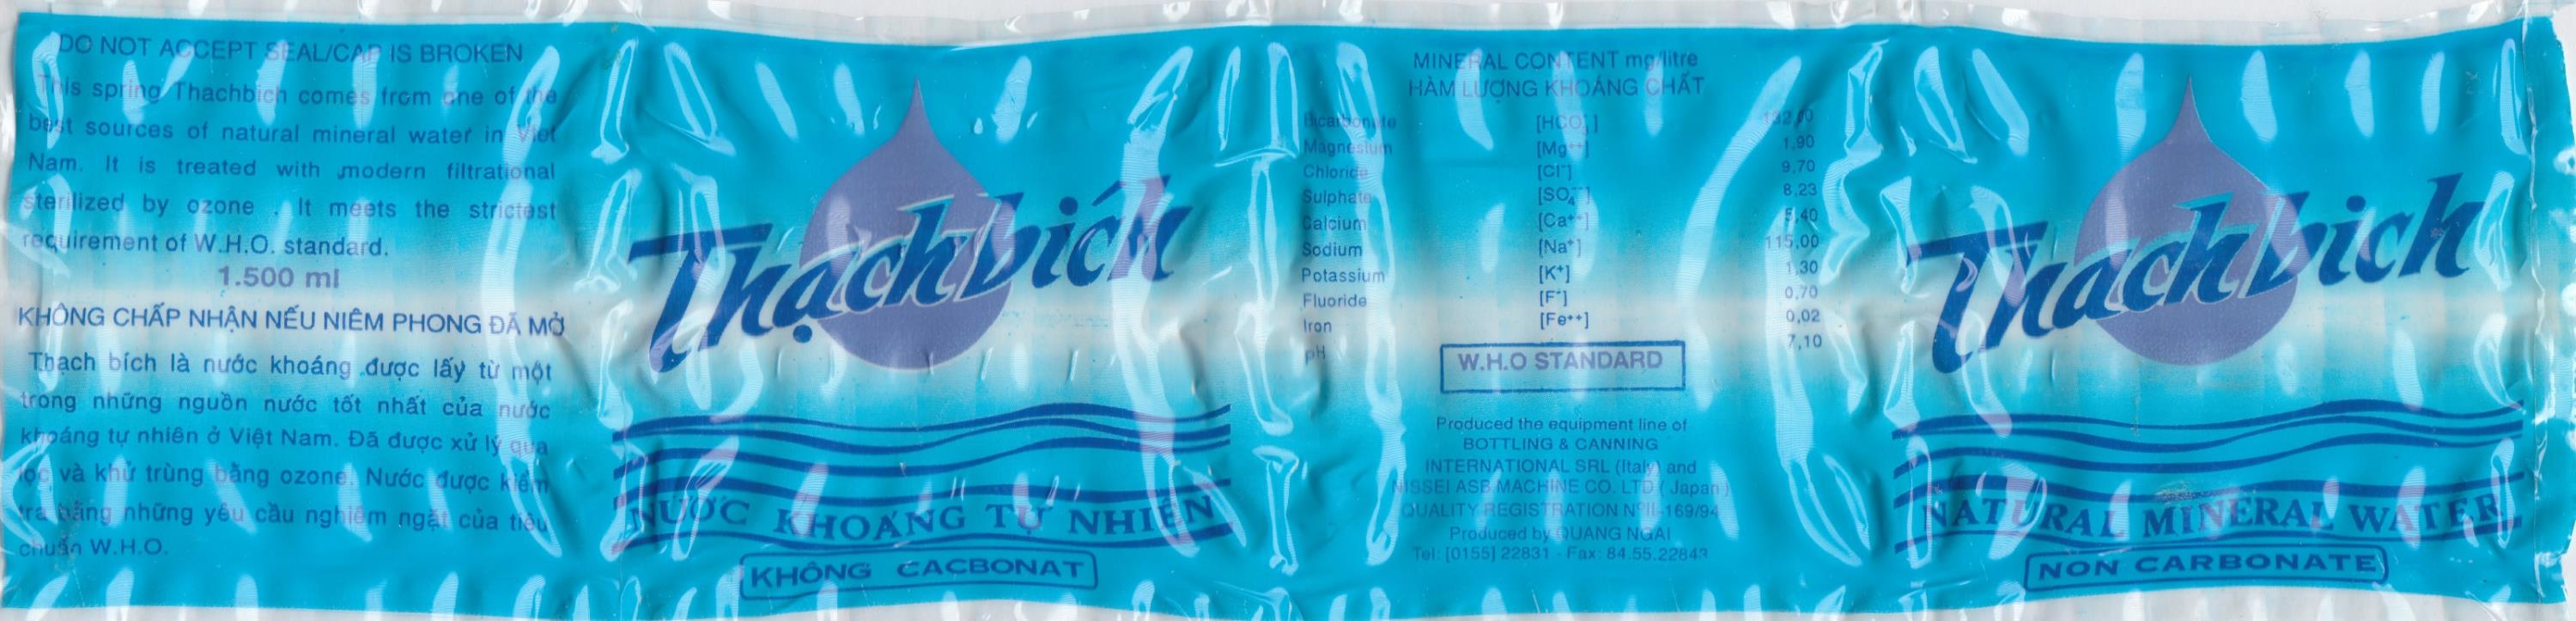 DO NOT ACCEPT SEAL/CAP IS BROKEN
This spring Thachbich comes from one of the
best sources of natural mineral water in Viet
Nam. It is treated with modern filtrational
sterilized by ozone . It meets the strictest
requirement of W.H.O. standard.
1.500 ml
KHÔNG CHẤP NHẬN NẾU NIÊM PHONG ĐÃ MỞ
Thạch bích là nước khoáng được lấy từ một
trong những nguồn nước tốt nhất của nước
khoáng tự nhiên ở Việt Nam. Đã được xử lý qua
lọc và khử trùng bằng ozone. Nước được kiểm
tra bằng những yêu cầu nghiêm ngặt của tiêu
chuẩn W.H.O.
Thạchbích
NƯỚC KHOÁNG TỰ NHIÊN
KHÔNG CACBONAT
MINERAL CONTENT mg/litre
HÀM LƯỢNG KHOÁNG CHẤT
Bicarbonate [HCO3-]
Magnesium [Mg++] 1,90
Chloride [Cl-] 9,70
Sulphate [SO4--] 8,23
Calcium [Ca++] 5,40
Sodium [Na+] 115,00
Potassium [K+] 1,30
Fluoride [F-] 0,70
Iron [Fe++] 0,02
pH 7,10
W.H.O STANDARD
Produced the equipment line of
BOTTLING & CANNING
INTERNATIONAL SRL (Italy) and
NISSEI ASB MACHINE CO. LTD ( Japan )
QUALITY REGISTRATION NºII-169/94
Produced by QUANG NGAI
Tel: [0155] 22831 - Fax: 84.55.22843
Thachbich
NATURAL MINERAL WATER
NON CARBONATE